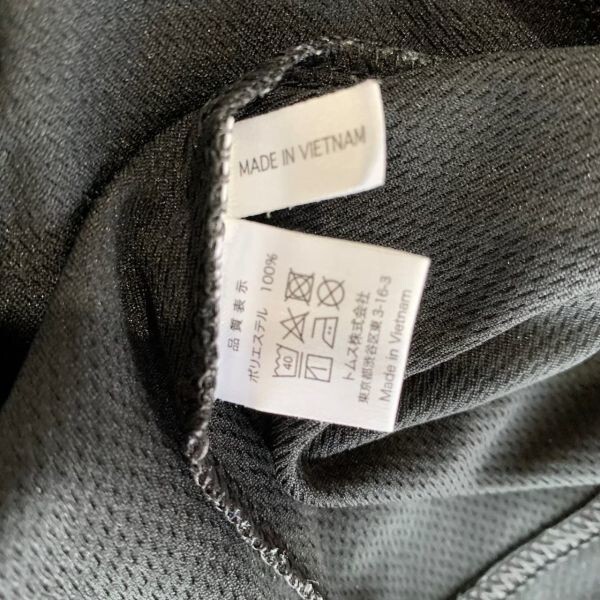 MADE IN VIETNAM
品質表示
ポリエステル 100%
40
トムス株式会社
東京都渋谷区東3-16-3
Made in Vietnam